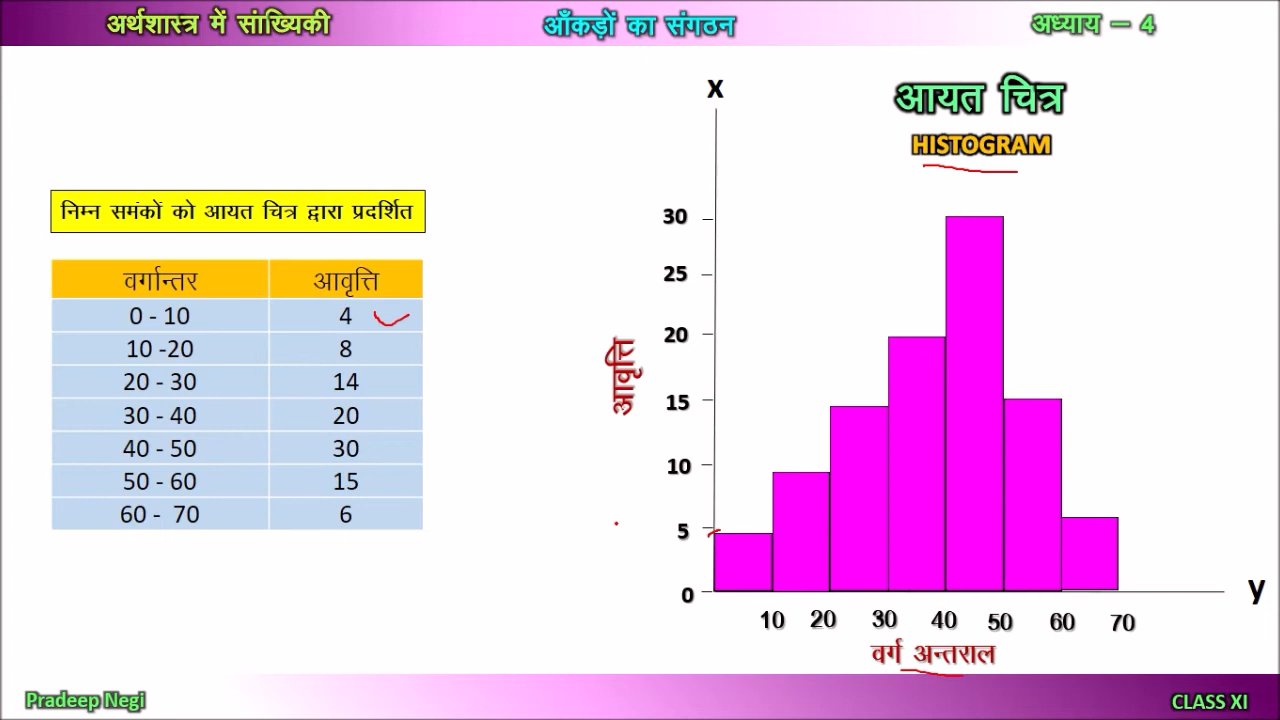 अर्थशास्त्र में सांख्यिकी
आँकड़ों का संगठन
अध्याय – 4
आयत चित्र
HISTOGRAM
निम्न समंकों को आयत चित्र द्वारा प्रदर्शित
वर्गान्तर आवृत्ति
0 - 10 4
10 -20 8
20 - 30 14
30 - 40 20
40 - 50 30
50 - 60 15
60 - 70 6
x
30
25
20
15
10
5
0
आवृत्ति
y
10 20 30 40 50 60 70
वर्ग अन्तराल
Pradeep Negi
CLASS XI